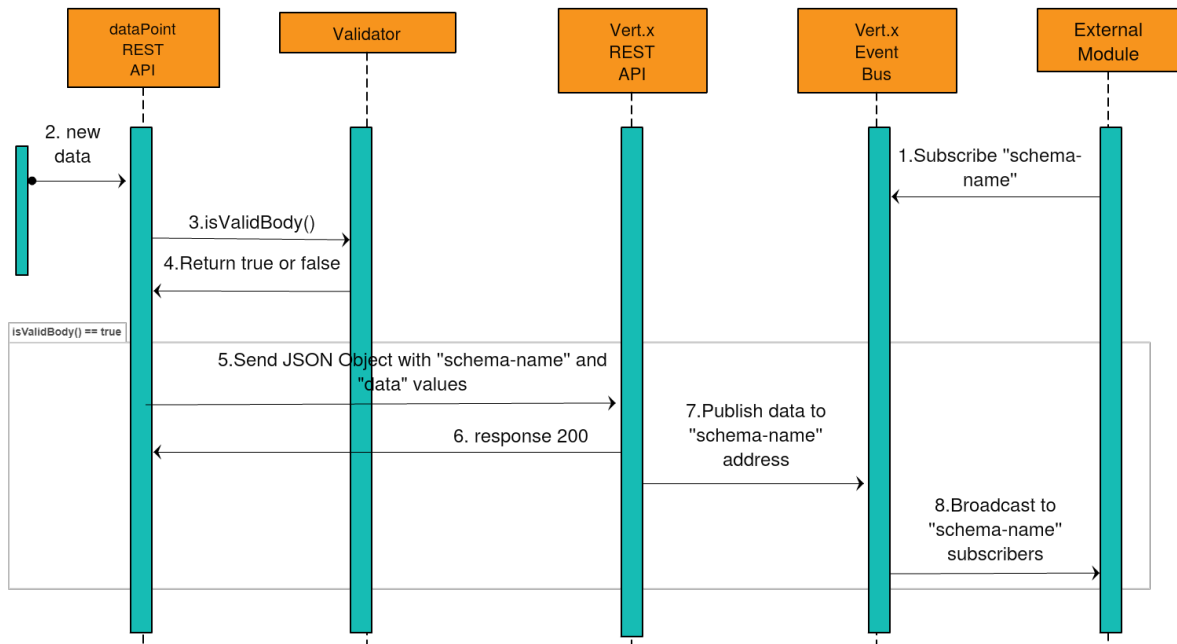 dataPoint
REST
API
Validator
Vert.x
REST
API
Vert.x
Event
Bus
External
Module
2. new
data
1.Subscribe "schema-
name"
3.isValidBody()
4.Return true or false
isValidBody() == true
5.Send JSON Object with "schema-name" and
"data" values
6. response 200
7.Publish data to
"schema-name"
address
8.Broadcast to
"schema-name"
subscribers